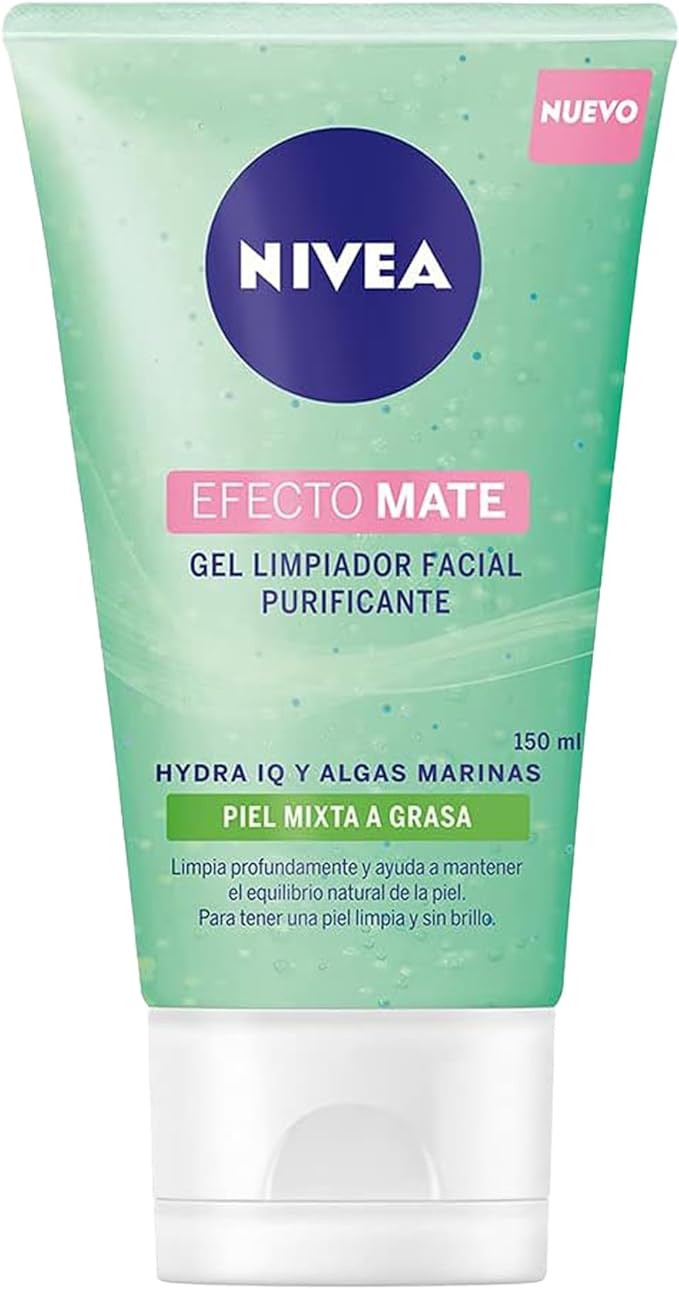 NUEVO
NIVEA
EFECTO MATE
GEL LIMPIADOR FACIAL
PURIFICANTE
150 ml
HYDRA IQ Y ALGAS MARINAS
PIEL MIXTA A GRASA
Limpia profundamente y ayuda a mantener
el equilibrio natural de la piel.
Para tener una piel limpia y sin brillo.